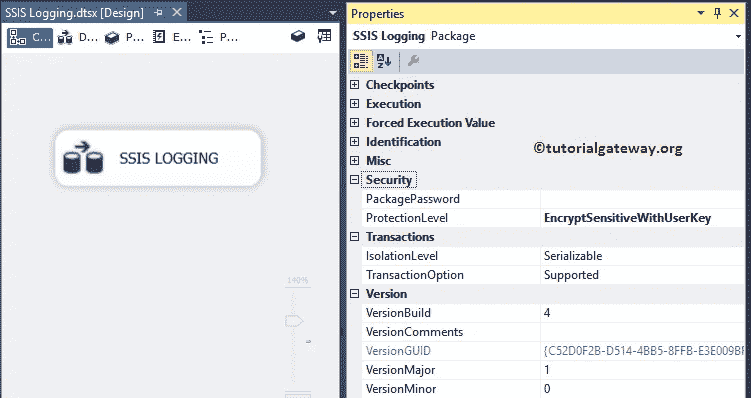 SSIS Logging.dtsx [Design]
C...
D...
P...
E...
P...
SSIS LOGGING
140%
Properties
SSIS Logging Package
Checkpoints
Execution
Forced Execution Value
Identification
Misc
©tutorialgateway.org
Security
PackagePassword
ProtectionLevel EncryptSensitiveWithUserKey
Transactions
IsolationLevel Serializable
TransactionOption Supported
Version
VersionBuild 4
VersionComments
VersionGUID {C52D0F2B-D514-4BB5-8FFB-E3E009BF
VersionMajor 1
VersionMinor 0